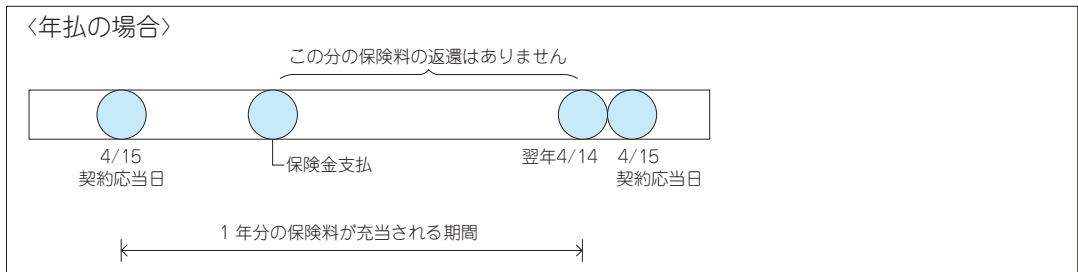 〈年払の場合〉
この分の保険料の返還はありません
4/15
契約応当日
保険金支払
翌年4/14
4/15
契約応当日
1 年分の保険料が充当される期間